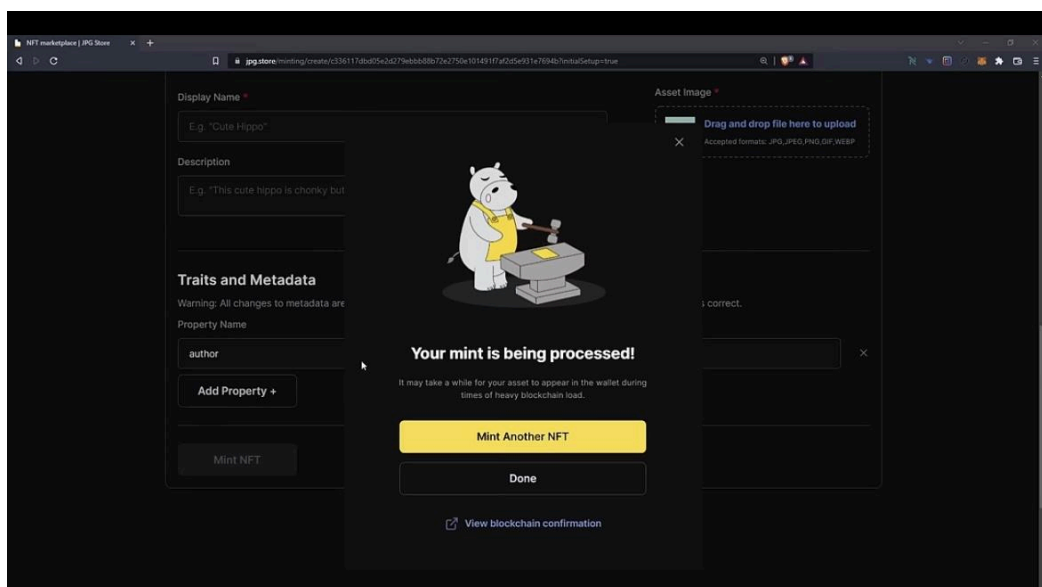 NFT marketplace | JPG Store
jpg.store/minting/create/c336117dbd05e2d279ebbb88b72e2750e101491f7af2d5e931e7694b?initialSetup=true
Display Name *
E.g. "Cute Hippo"
Description
E.g. "This cute hippo is chonky but
Asset Image *
Drag and drop file here to upload
Accepted formats: JPG,JPEG,PNG,GIF,WEBP
Traits and Metadata
Warning: All changes to metadata are
s correct.
Property Name
author
Add Property +
Mint NFT
Your mint is being processed!
It may take a while for your asset to appear in the wallet during
times of heavy blockchain load.
Mint Another NFT
Done
View blockchain confirmation